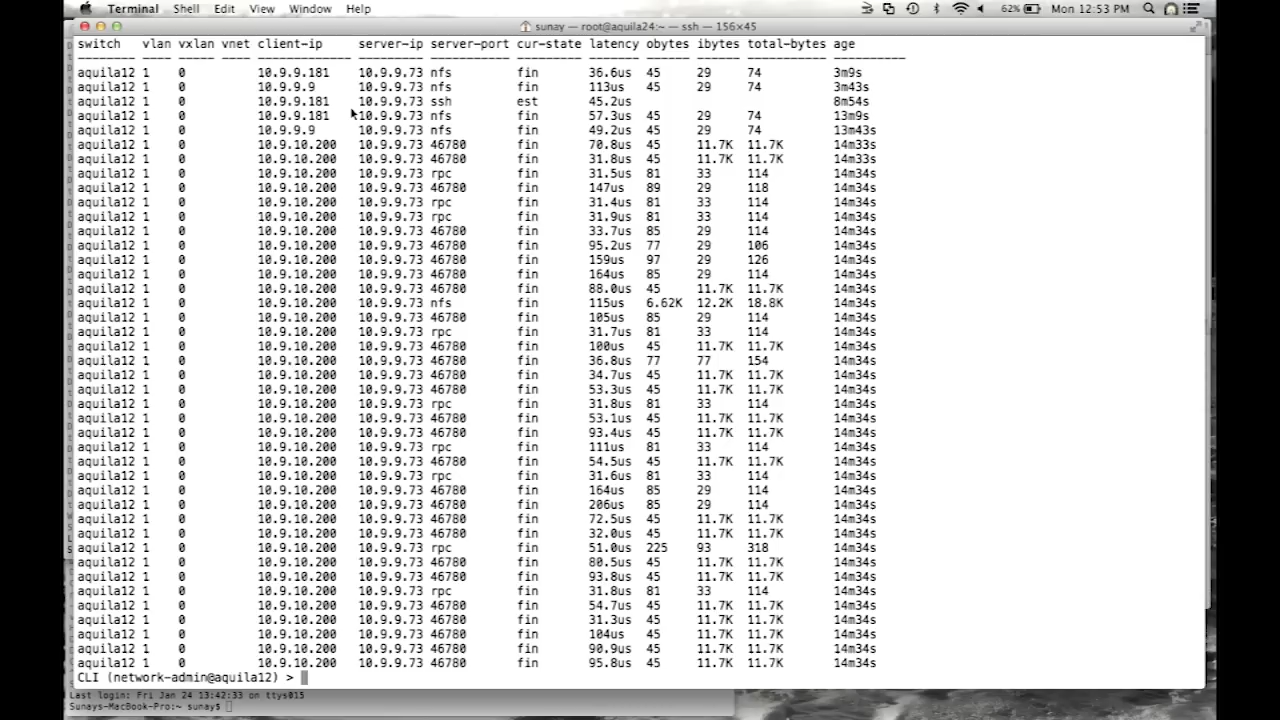 Terminal Shell Edit View Window Help 62% Mon 12:53 PM
sunay — root@aquila24:~ — ssh — 156×45
switch vlan vxlan vnet client-ip server-ip server-port cur-state latency obytes ibytes total-bytes age
aquila12 1 0 10.9.9.181 10.9.9.73 nfs fin 36.6us 45 29 74 3m9s
aquila12 1 0 10.9.9.9 10.9.9.73 nfs fin 113us 45 29 74 3m43s
aquila12 1 0 10.9.9.181 10.9.9.73 ssh est 45.2us 8m54s
aquila12 1 0 10.9.9.181 10.9.9.73 nfs fin 57.3us 45 29 74 13m9s
aquila12 1 0 10.9.9.9 10.9.9.73 nfs fin 49.2us 45 29 74 13m43s
aquila12 1 0 10.9.10.200 10.9.9.73 46780 fin 70.8us 45 11.7K 11.7K 14m33s
aquila12 1 0 10.9.10.200 10.9.9.73 46780 fin 31.8us 45 11.7K 11.7K 14m34s
aquila12 1 0 10.9.10.200 10.9.9.73 rpc fin 31.5us 81 33 114 14m34s
aquila12 1 0 10.9.10.200 10.9.9.73 46780 fin 147us 89 29 118 14m34s
aquila12 1 0 10.9.10.200 10.9.9.73 rpc fin 31.4us 81 33 114 14m34s
aquila12 1 0 10.9.10.200 10.9.9.73 rpc fin 31.9us 81 33 114 14m34s
aquila12 1 0 10.9.10.200 10.9.9.73 46780 fin 33.7us 85 29 114 14m34s
aquila12 1 0 10.9.10.200 10.9.9.73 46780 fin 95.2us 77 29 106 14m34s
aquila12 1 0 10.9.10.200 10.9.9.73 46780 fin 159us 97 29 126 14m34s
aquila12 1 0 10.9.10.200 10.9.9.73 46780 fin 164us 85 29 114 14m34s
aquila12 1 0 10.9.10.200 10.9.9.73 46780 fin 88.0us 45 11.7K 11.7K 14m34s
aquila12 1 0 10.9.10.200 10.9.9.73 nfs fin 115us 6.62K 12.2K 18.8K 14m34s
aquila12 1 0 10.9.10.200 10.9.9.73 46780 fin 105us 85 29 114 14m34s
aquila12 1 0 10.9.10.200 10.9.9.73 rpc fin 31.7us 81 33 114 14m34s
aquila12 1 0 10.9.10.200 10.9.9.73 46780 fin 100us 45 11.7K 11.7K 14m34s
aquila12 1 0 10.9.10.200 10.9.9.73 46780 fin 36.8us 77 77 154 14m34s
aquila12 1 0 10.9.10.200 10.9.9.73 46780 fin 34.7us 45 11.7K 11.7K 14m34s
aquila12 1 0 10.9.10.200 10.9.9.73 46780 fin 53.3us 45 11.7K 11.7K 14m34s
aquila12 1 0 10.9.10.200 10.9.9.73 rpc fin 31.8us 81 33 114 14m34s
aquila12 1 0 10.9.10.200 10.9.9.73 46780 fin 53.1us 45 11.7K 11.7K 14m34s
aquila12 1 0 10.9.10.200 10.9.9.73 46780 fin 93.4us 45 11.7K 11.7K 14m34s
aquila12 1 0 10.9.10.200 10.9.9.73 rpc fin 111us 81 33 114 14m34s
aquila12 1 0 10.9.10.200 10.9.9.73 46780 fin 54.5us 45 11.7K 11.7K 14m34s
aquila12 1 0 10.9.10.200 10.9.9.73 rpc fin 31.6us 81 33 114 14m34s
aquila12 1 0 10.9.10.200 10.9.9.73 46780 fin 164us 85 29 114 14m34s
aquila12 1 0 10.9.10.200 10.9.9.73 46780 fin 206us 85 29 114 14m34s
aquila12 1 0 10.9.10.200 10.9.9.73 46780 fin 72.5us 45 11.7K 11.7K 14m34s
aquila12 1 0 10.9.10.200 10.9.9.73 46780 fin 32.0us 45 11.7K 11.7K 14m34s
aquila12 1 0 10.9.10.200 10.9.9.73 rpc fin 51.0us 225 93 318 14m34s
aquila12 1 0 10.9.10.200 10.9.9.73 46780 fin 80.5us 45 11.7K 11.7K 14m34s
aquila12 1 0 10.9.10.200 10.9.9.73 46780 fin 93.8us 45 11.7K 11.7K 14m34s
aquila12 1 0 10.9.10.200 10.9.9.73 rpc fin 31.8us 81 33 114 14m34s
aquila12 1 0 10.9.10.200 10.9.9.73 46780 fin 54.7us 45 11.7K 11.7K 14m34s
aquila12 1 0 10.9.10.200 10.9.9.73 46780 fin 31.3us 45 11.7K 11.7K 14m34s
aquila12 1 0 10.9.10.200 10.9.9.73 46780 fin 104us 45 11.7K 11.7K 14m34s
aquila12 1 0 10.9.10.200 10.9.9.73 46780 fin 90.9us 45 11.7K 11.7K 14m34s
aquila12 1 0 10.9.10.200 10.9.9.73 46780 fin 95.8us 45 11.7K 11.7K 14m34s
CLI (network-admin@aquila12) >
Last login: Fri Jan 24 13:42:33 on ttys015
Sunays-MacBook-Pro:~ sunay$